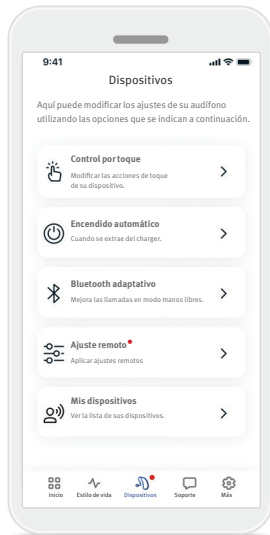 9:41
Dispositivos
Aquí puede modificar los ajustes de su audífono
utilizando las opciones que se indican a continuación.
Control por toque
Modificar las acciones de toque
de su dispositivo.
Encendido automático
Cuando se extrae del charger.
Bluetooth adaptativo
Mejora las llamadas en modo manos libres.
Ajuste remoto
Aplicar ajustes remotos
Mis dispositivos
Ver la lista de sus dispositivos.
Inicio Estilo de vida Dispositivos Soporte Más